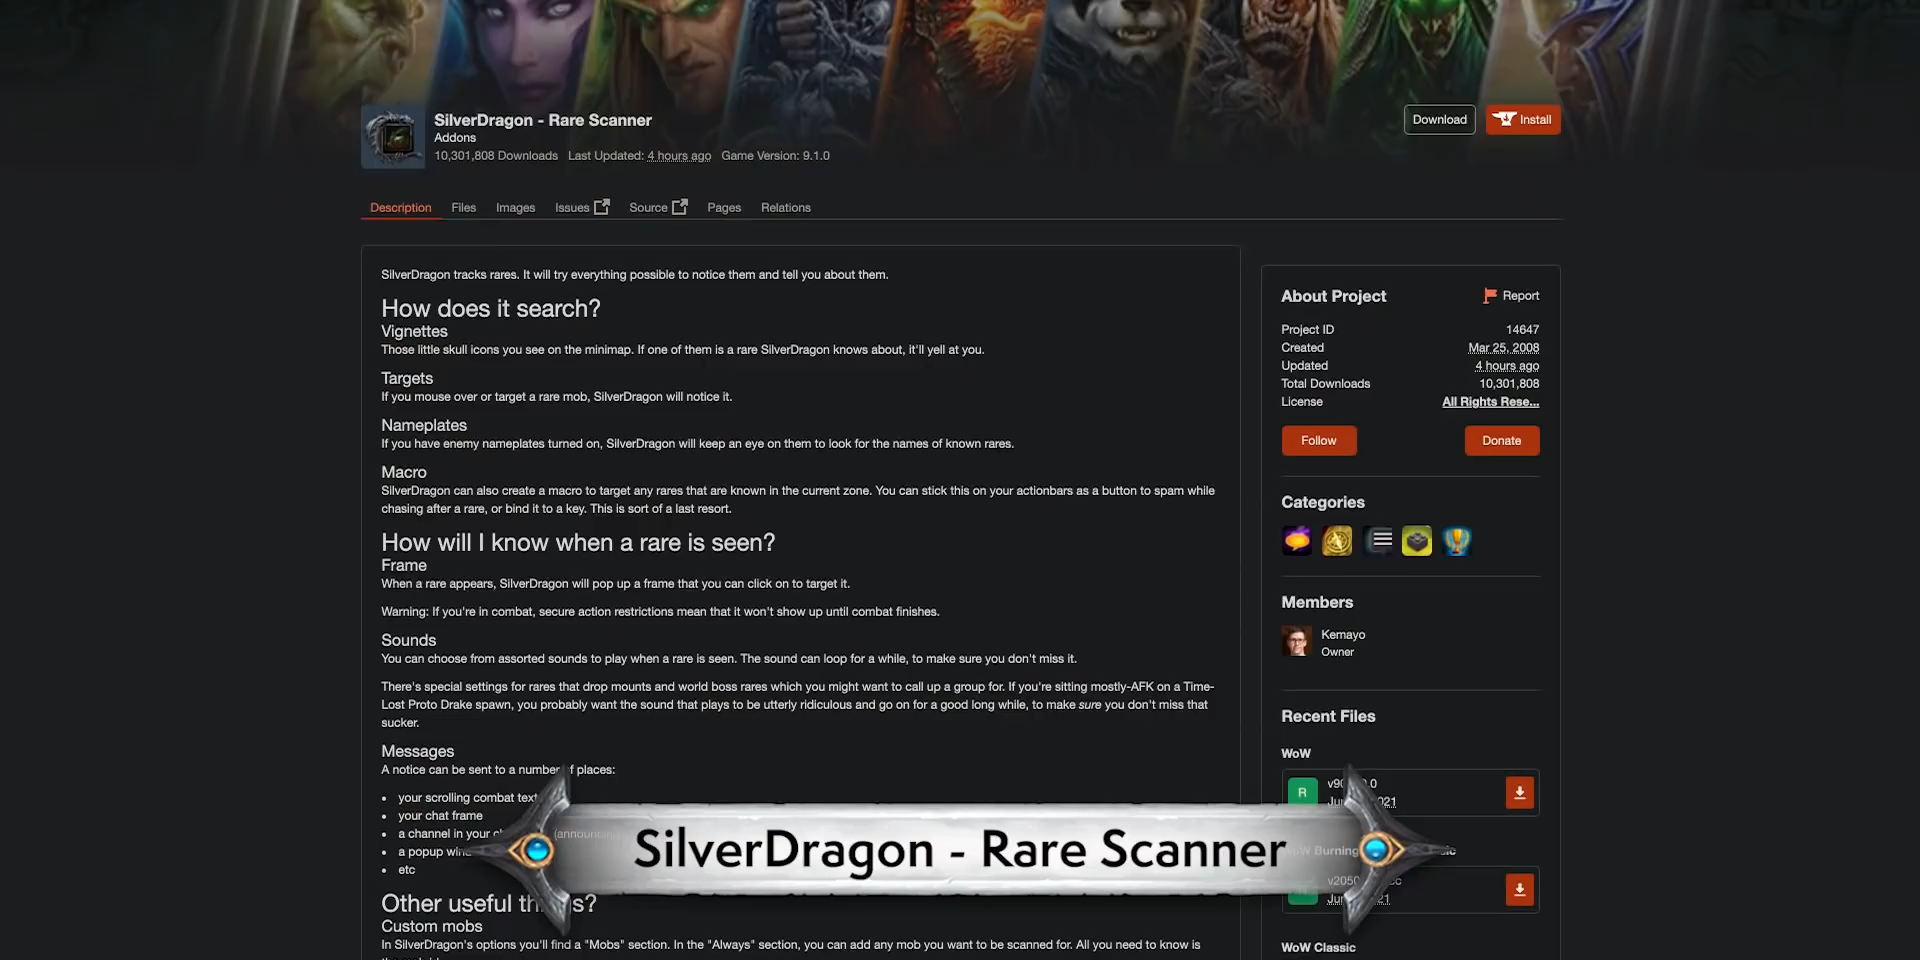 SilverDragon - Rare Scanner
Addons
10,301,808 Downloads Last Updated: 4 hours ago Game Version: 9.1.0
Download
Install
Description Files Images Issues Source Pages Relations
SilverDragon tracks rares. It will try everything possible to notice them and tell you about them.
How does it search?
Vignettes
Those little skull icons you see on the minimap. If one of them is a rare SilverDragon knows about, it'll yell at you.
Targets
If you mouse over or target a rare mob, SilverDragon will notice it.
Nameplates
If you have enemy nameplates turned on, SilverDragon will keep an eye on them to look for the names of known rares.
Macro
SilverDragon can also create a macro to target any rares that are known in the current zone. You can stick this on your actionbars as a button to spam while
chasing after a rare, or bind it to a key. This is sort of a last resort.
How will I know when a rare is seen?
Frame
When a rare appears, SilverDragon will pop up a frame that you can click on to target it.
Warning: If you're in combat, secure action restrictions mean that it won't show up until combat finishes.
Sounds
You can choose from assorted sounds to play when a rare is seen. The sound can loop for a while, to make sure you don't miss it.
There's special settings for rares that drop mounts and world boss rares which you might want to call up a group for. If you're sitting mostly-AFK on a Time-
Lost Proto Drake spawn, you probably want the sound that plays to be utterly ridiculous and go on for a good long while, to make sure you don't miss that
sucker.
Messages
A notice can be sent to a number of places:
your scrolling combat text
your chat frame
a channel in your
a popup
etc
Other useful
Custom mobs
In SilverDragon's options you'll find a "Mobs" section. In the "Always" section, you can add any mob you want to be scanned for. All you need to know is
About Project
Report
Project ID 14647
Created Mar 25, 2008
Updated 4 hours ago
Total Downloads 10,301,808
License All Rights Rese...
Follow
Donate
Categories
Members
Kemayo
Owner
Recent Files
WoW
R
Burning
WoW Classic
SilverDragon - Rare Scanner